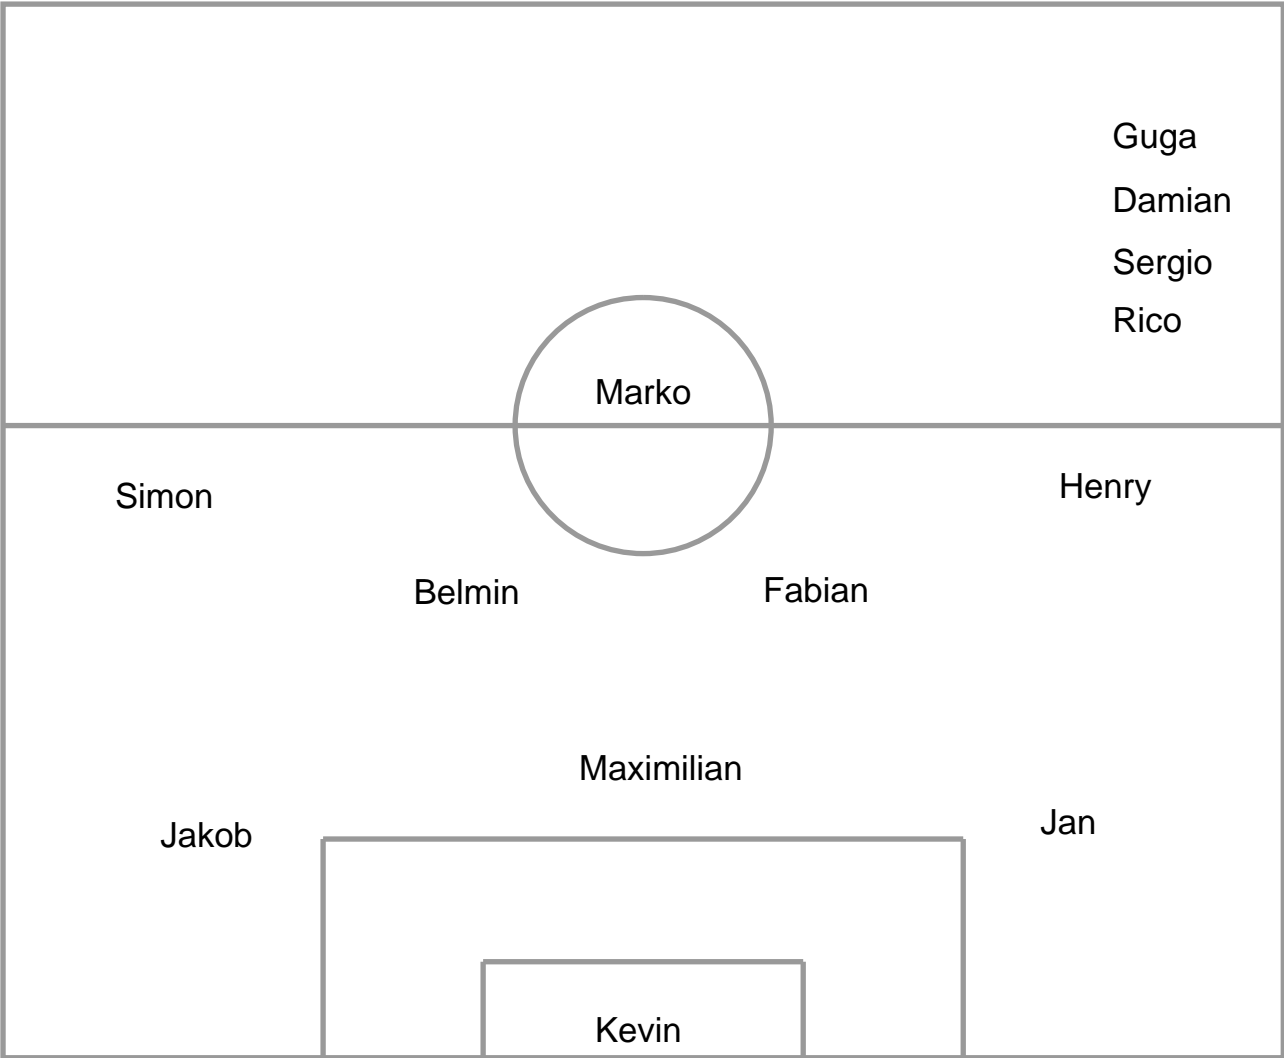 Guga
Damian
Sergio
Rico
Marko
Simon
Henry
Belmin
Fabian
Maximilian
Jakob
Jan
Kevin